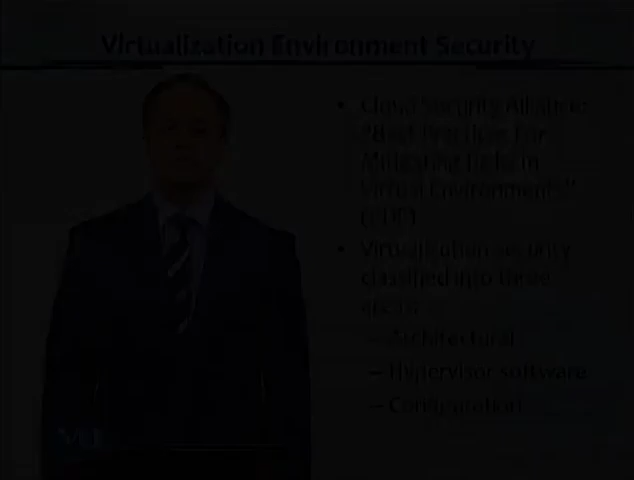 Virtualization Environment Security
• Cloud Security Alliance
"Best Practices for
Mitigating Risks in
Virtual Environments"
• Virtualization security
classified into three
areas:
– Architectural
– Hypervisor software
– Configuration
VU